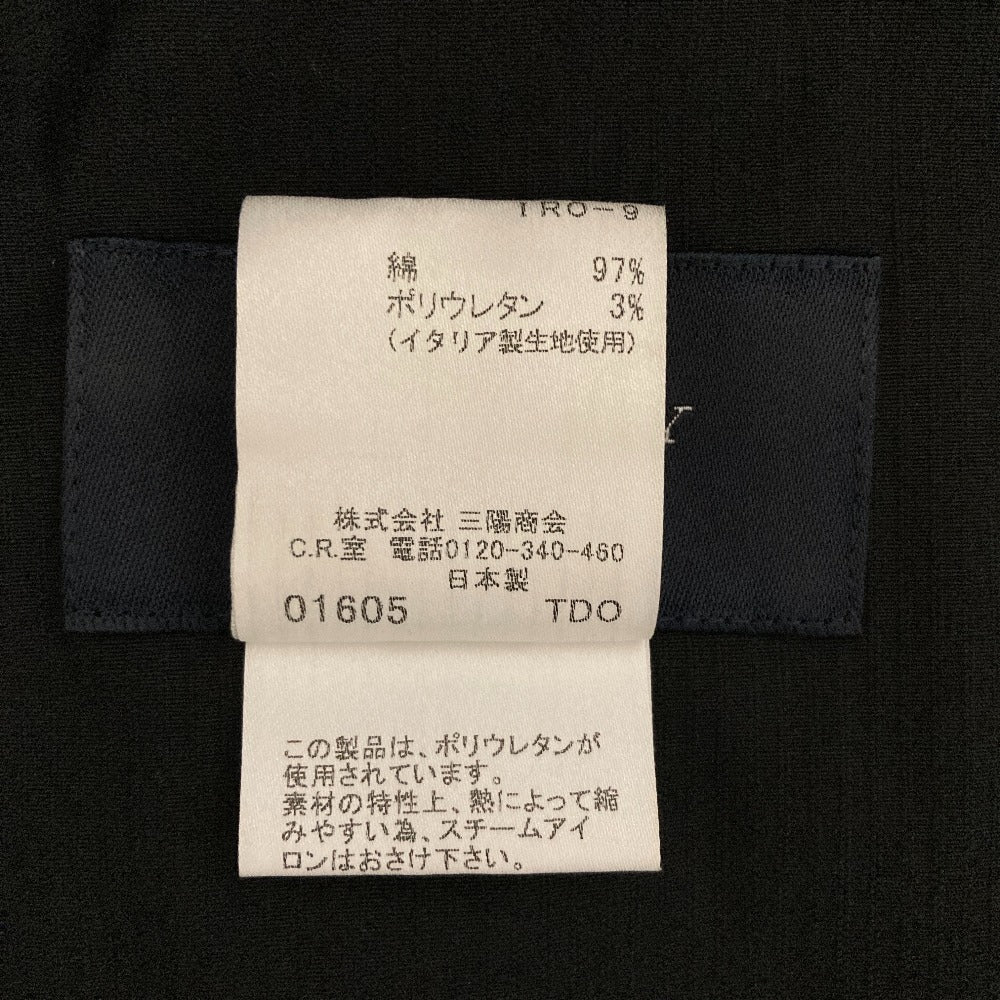 綿 97%
ポリウレタン 3%
(イタリア製生地使用)
Y
株式会社 三陽商会
C.R.室 電話0120-340-460
日本製
01605 TDO
この製品は、ポリウレタンが
使用されています。
素材の特性上、熱によって縮
みやすい為、スチームアイ
ロンはおさけ下さい。